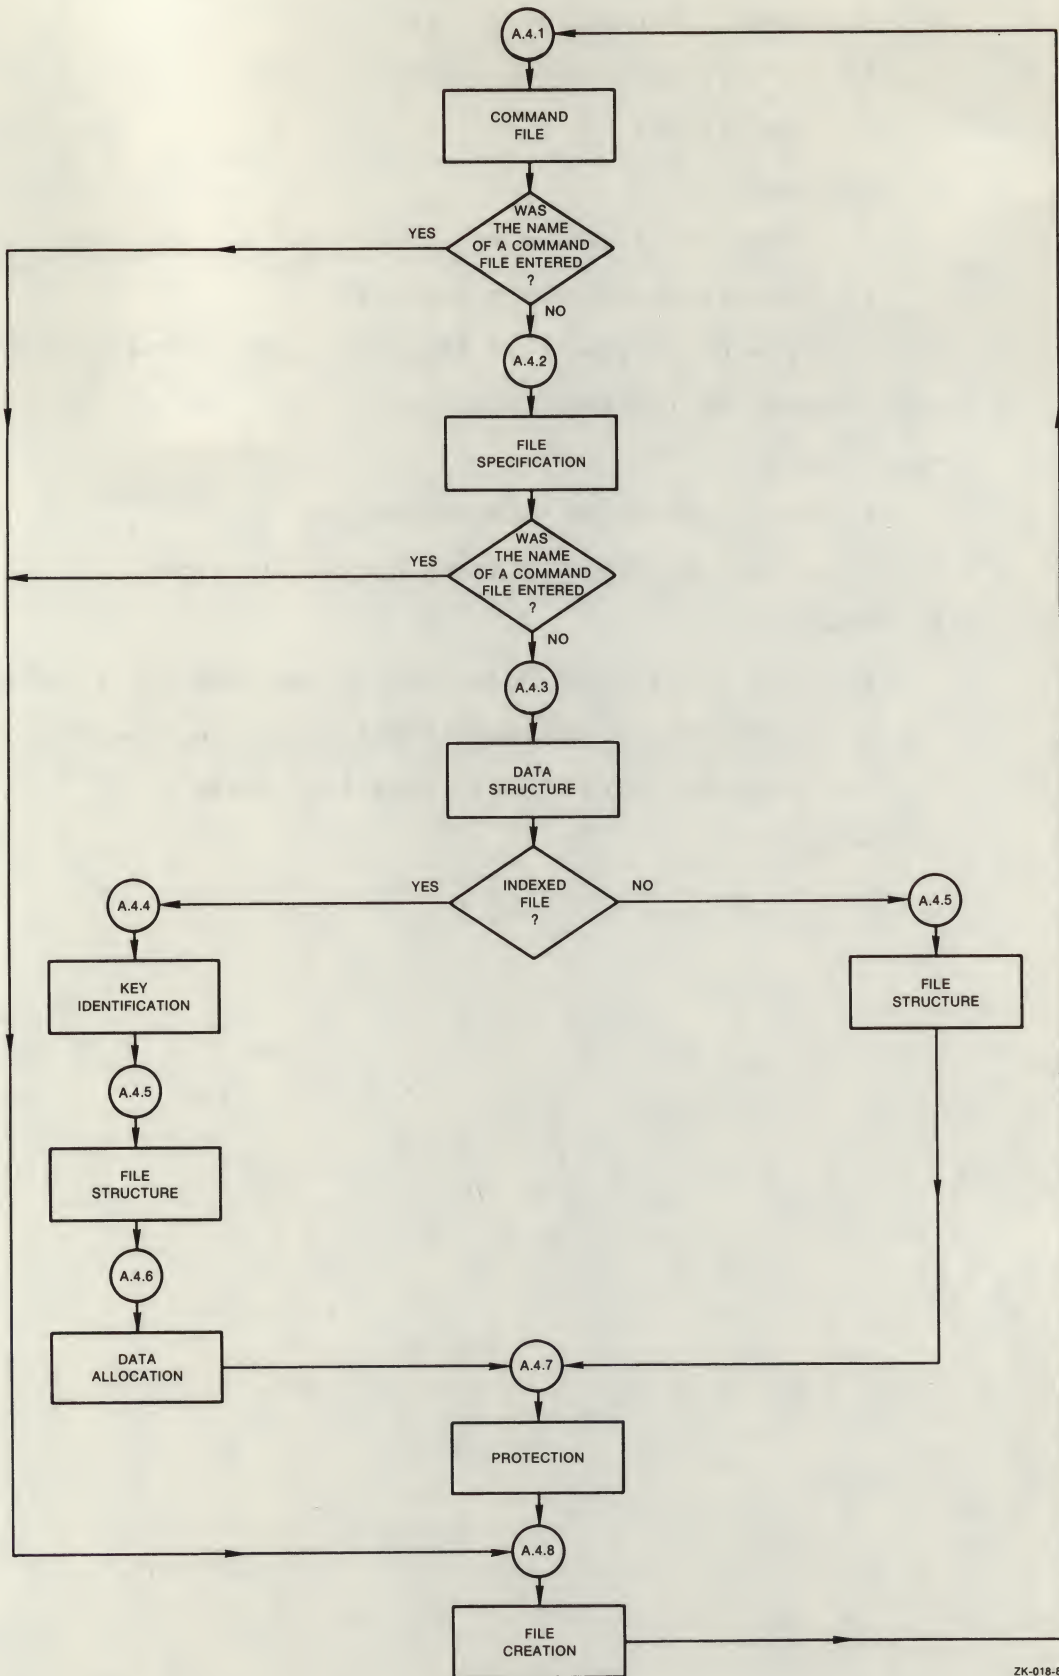 A.4.1
COMMAND
FILE
WAS
THE NAME
OF A COMMAND
FILE ENTERED
?
YES
NO
A.4.2
FILE
SPECIFICATION
WAS
THE NAME
OF A COMMAND
FILE ENTERED
?
YES
NO
A.4.3
DATA
STRUCTURE
INDEXED
FILE
?
YES
NO
A.4.4
KEY
IDENTIFICATION
A.4.5
FILE
STRUCTURE
A.4.6
DATA
ALLOCATION
A.4.5
FILE
STRUCTURE
A.4.7
PROTECTION
A.4.8
FILE
CREATION